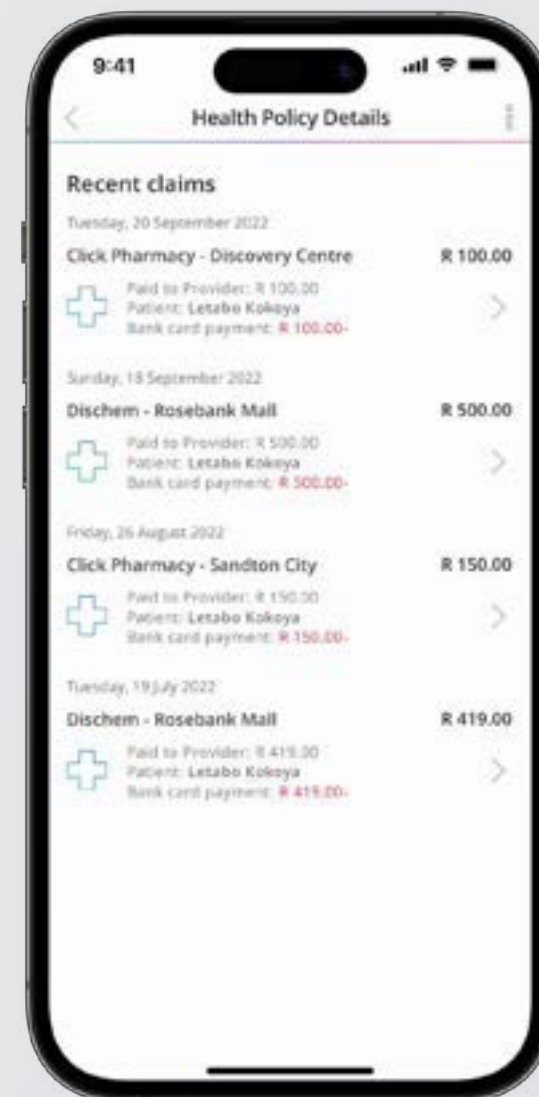 9:41
Health Policy Details
Recent claims
Tuesday, 20 September 2022
Click Pharmacy - Discovery Centre R 100.00
Paid to Provider: R 100.00
Patient: Letabo Kokoya
Bank card payment: R 100.00-
Sunday, 18 September 2022
Dischem - Rosebank Mall R 500.00
Paid to Provider: R 500.00
Patient: Letabo Kokoya
Bank card payment: R 500.00-
Friday, 26 August 2022
Click Pharmacy - Sandton City R 150.00
Paid to Provider: R 150.00
Patient: Letabo Kokoya
Bank card payment: R 150.00-
Tuesday, 19 July 2022
Dischem - Rosebank Mall R 419.00
Paid to Provider: R 419.00
Patient: Letabo Kokoya
Bank card payment: R 419.00-